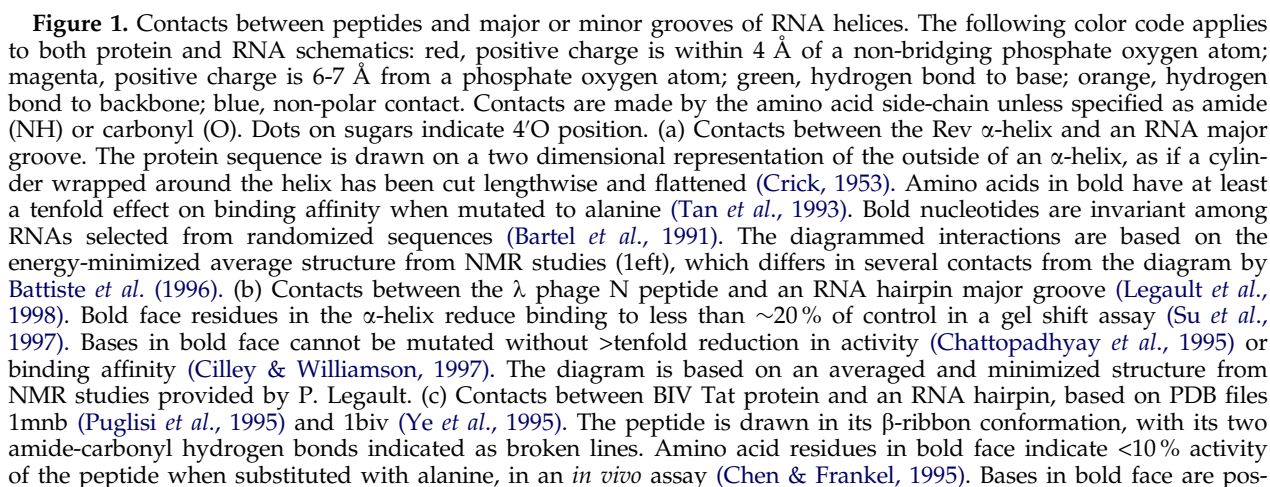 Figure 1. Contacts between peptides and major or minor grooves of RNA helices. The following color code applies
to both protein and RNA schematics: red, positive charge is within 4 Å of a non-bridging phosphate oxygen atom;
magenta, positive charge is 6-7 Å from a phosphate oxygen atom; green, hydrogen bond to base; orange, hydrogen
bond to backbone; blue, non-polar contact. Contacts are made by the amino acid side-chain unless specified as amide
(NH) or carbonyl (O). Dots on sugars indicate 4′O position. (a) Contacts between the Rev α-helix and an RNA major
groove. The protein sequence is drawn on a two dimensional representation of the outside of an α-helix, as if a cylin-
der wrapped around the helix has been cut lengthwise and flattened (Crick, 1953). Amino acids in bold have at least
a tenfold effect on binding affinity when mutated to alanine (Tan et al., 1993). Bold nucleotides are invariant among
RNAs selected from randomized sequences (Bartel et al., 1991). The diagrammed interactions are based on the
energy-minimized average structure from NMR studies (1etf), which differs in several contacts from the diagram by
Battiste et al. (1996). (b) Contacts between the λ phage N peptide and an RNA hairpin major groove (Legault et al.,
1998). Bold face residues in the α-helix reduce binding to less than ∼20 % of control in a gel shift assay (Su et al.,
1997). Bases in bold face cannot be mutated without >tenfold reduction in activity (Chattopadhyay et al., 1995) or
binding affinity (Cilley & Williamson, 1997). The diagram is based on an averaged and minimized structure from
NMR studies provided by P. Legault. (c) Contacts between BIV Tat protein and an RNA hairpin, based on PDB files
1mnb (Puglisi et al., 1995) and 1biv (Ye et al., 1995). The peptide is drawn in its β-ribbon conformation, with its two
amide-carbonyl hydrogen bonds indicated as broken lines. Amino acid residues in bold face indicate <10 % activity
of the peptide when substituted with alanine, in an in vivo assay (Chen & Frankel, 1995). Bases in bold face are pos-